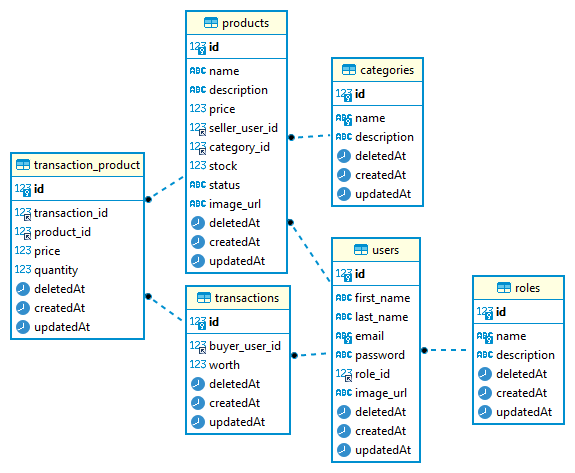 products
123 id
ABC name
ABC description
123 price
123 seller_user_id
123 category_id
123 stock
ABC status
ABC image_url
deletedAt
createdAt
updatedAt
categories
123 id
ABC name
ABC description
deletedAt
createdAt
updatedAt
transaction_product
123 id
123 transaction_id
123 product_id
123 price
123 quantity
deletedAt
createdAt
updatedAt
transactions
123 id
123 buyer_user_id
123 worth
deletedAt
createdAt
updatedAt
users
123 id
ABC first_name
ABC last_name
ABC email
ABC password
123 role_id
ABC image_url
deletedAt
createdAt
updatedAt
roles
123 id
ABC name
ABC description
deletedAt
createdAt
updatedAt